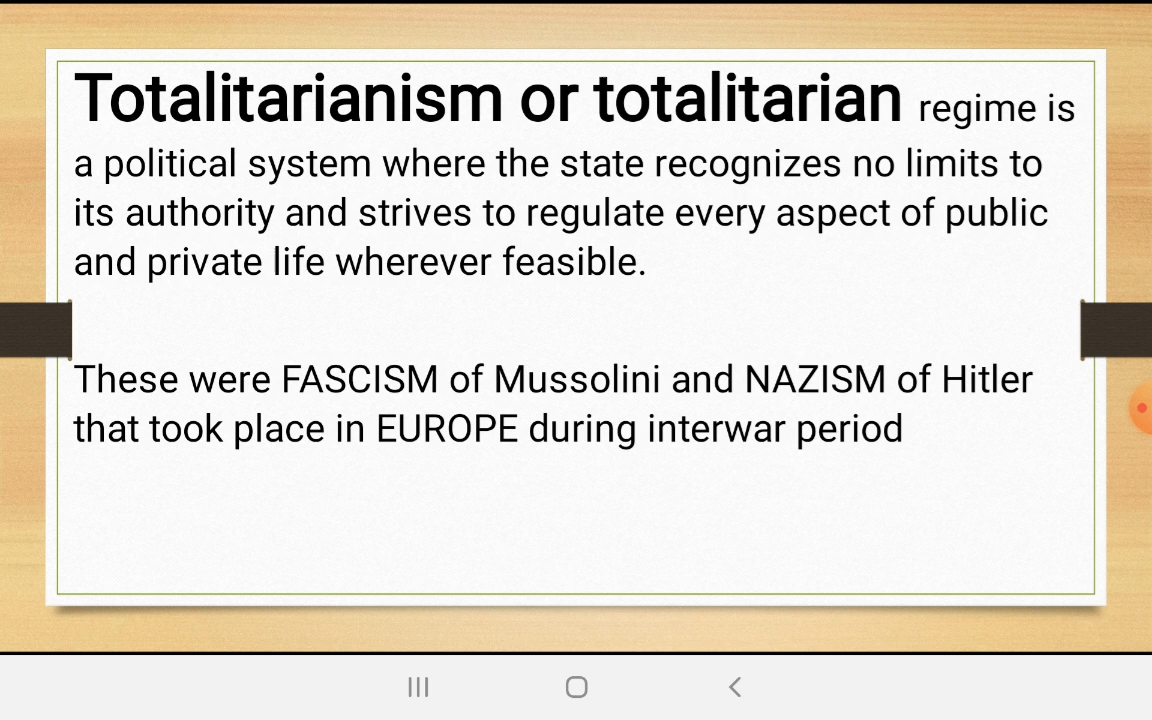 Totalitarianism or totalitarian regime is
a political system where the state recognizes no limits to
its authority and strives to regulate every aspect of public
and private life wherever feasible.
These were FASCISM of Mussolini and NAZISM of Hitler
that took place in EUROPE during interwar period